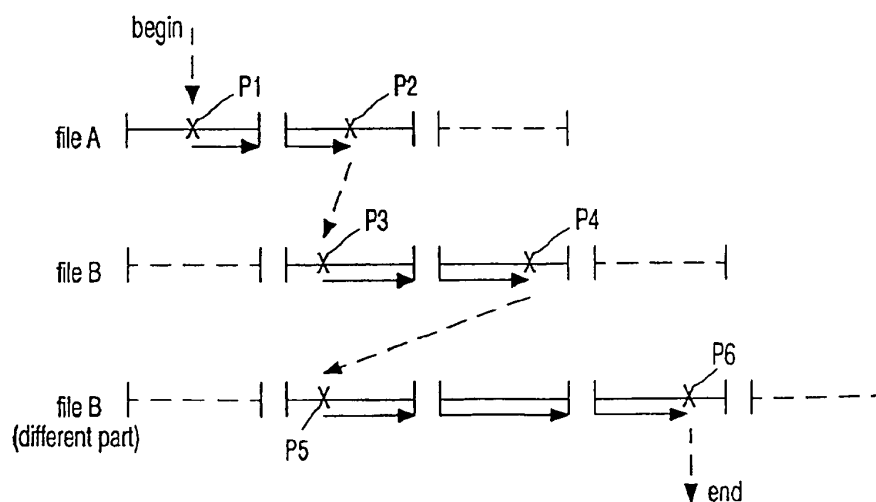 begin
P1
P2
file A
P3
P4
file B
P6
file B
(different part)
P5
end